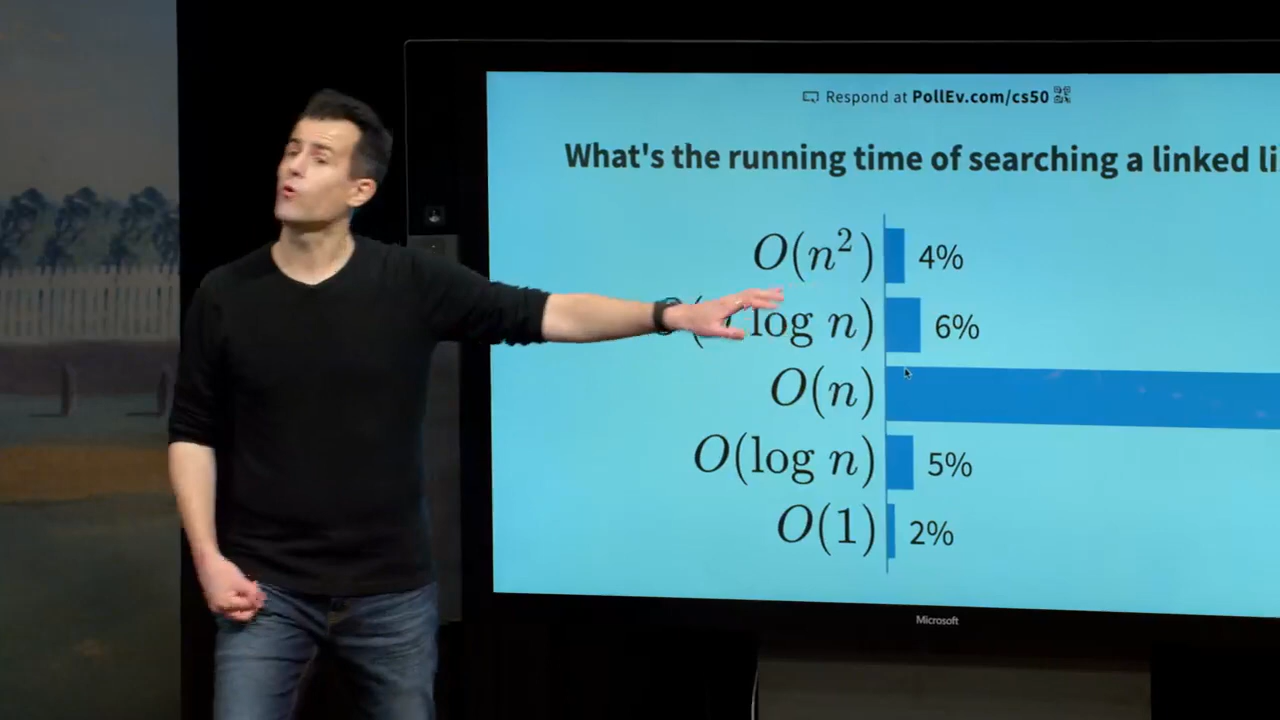 Respond at PollEv.com/cs50
What's the running time of searching a linked
O(n²) 4%
log n) 6%
O(n)
O(log n) 5%
O(1) 2%
Microsoft